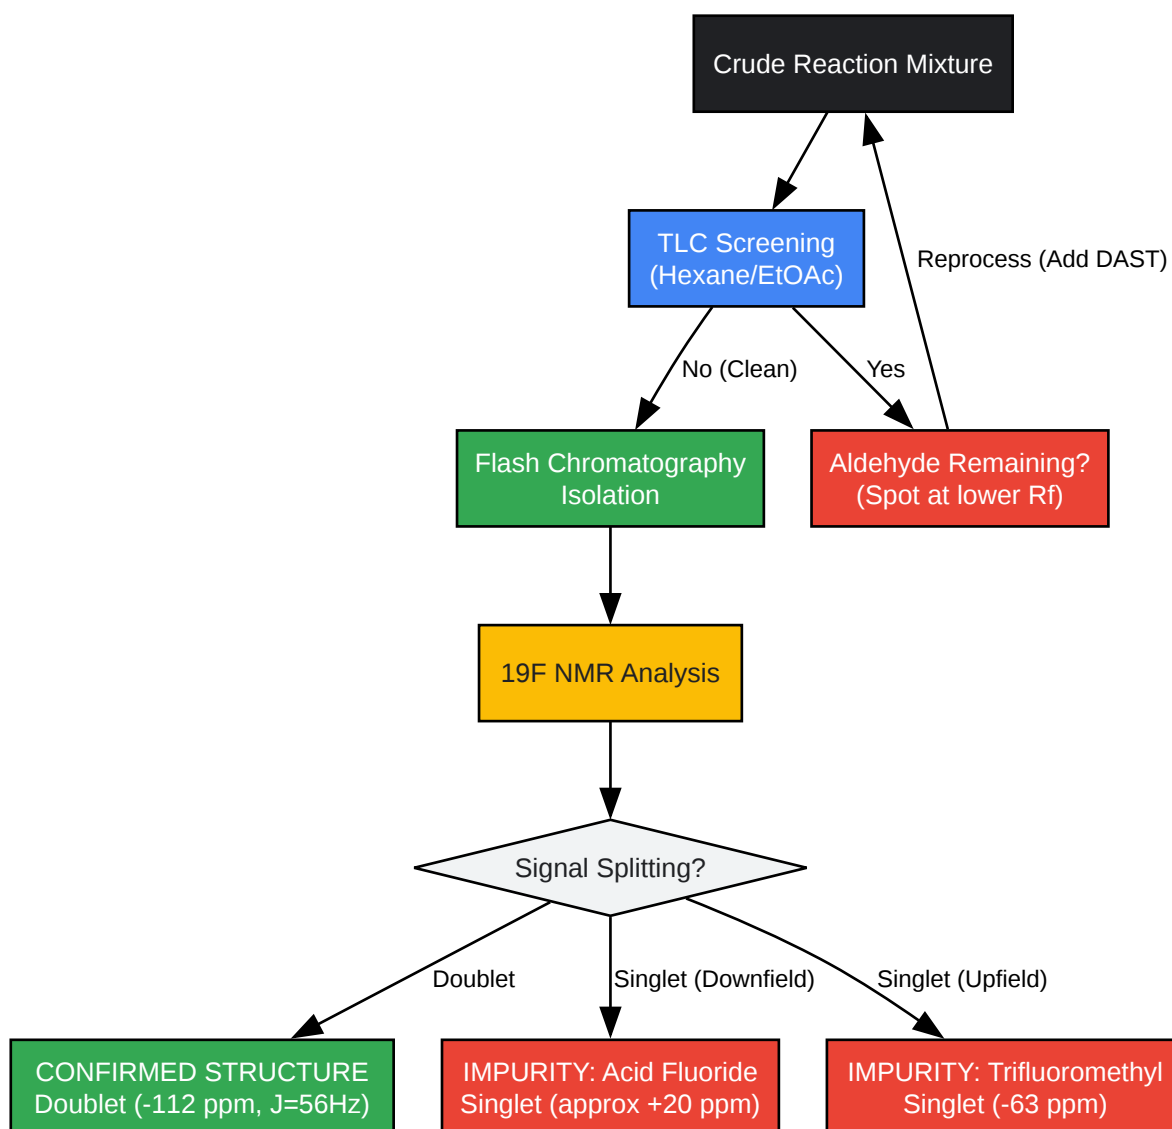 Crude Reaction Mixture
TLC Screening
(Hexane/EtOAc)
Reprocess (Add DAST)
No (Clean)
Yes
Flash Chromatography
Isolation
Aldehyde Remaining?
(Spot at lower Rf)
19F NMR Analysis
Signal Splitting?
Doublet
Singlet (Downfield)
Singlet (Upfield)
CONFIRMED STRUCTURE
Doublet (-112 ppm, J=56Hz)
IMPURITY: Acid Fluoride
Singlet (approx +20 ppm)
IMPURITY: Trifluoromethyl
Singlet (-63 ppm)